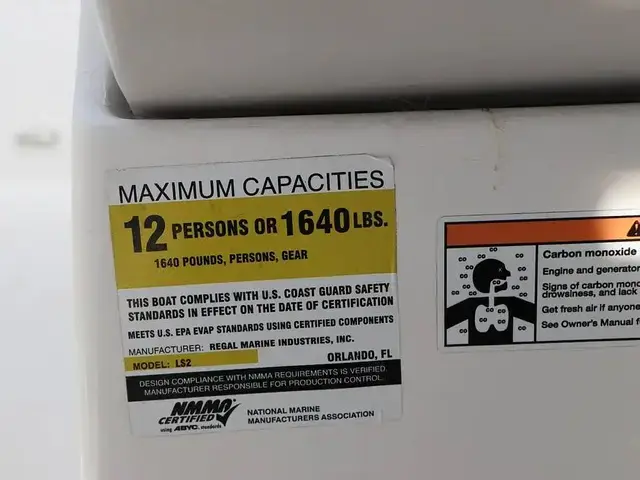 MAXIMUM CAPACITIES
12 PERSONS OR 1640 LBS.
1640 POUNDS, PERSONS, GEAR
THIS BOAT COMPLIES WITH U.S. COAST GUARD SAFETY
STANDARDS IN EFFECT ON THE DATE OF CERTIFICATION
MEETS U.S. EPA EVAP STANDARDS USING CERTIFIED COMPONENTS
MANUFACTURER: REGAL MARINE INDUSTRIES, INC.
MODEL: LS2 ORLANDO, FL
DESIGN COMPLIANCE WITH NMMA REQUIREMENTS IS VERIFIED.
MANUFACTURER RESPONSIBLE FOR PRODUCTION CONTROL.
NMMA
CERTIFIED
using ABYC. standards
NATIONAL MARINE
MANUFACTURERS ASSOCIATION
Carbon monoxide
Engine and generator
Signs of carbon mono
drowsiness, and lack
Get fresh air if anyone
See Owner's Manual f